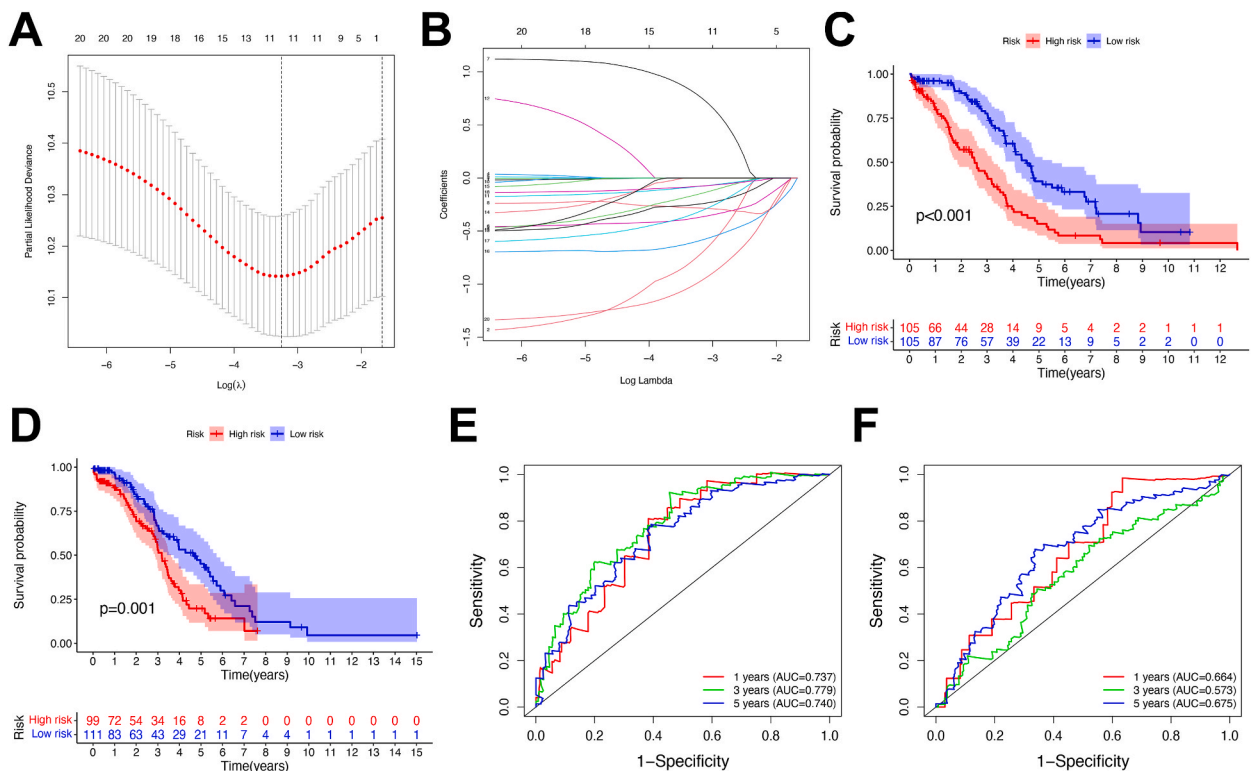 A
20 20 20 19 18 16 15 13 11 11 11 9 5 1
Partial Likelihood Deviance
10.5
10.4
10.3
10.2
10.1
−6 −5 −4 −3 −2
Log(λ)
B
20 18 15 11 5
Coefficients
1.0
0.5
0.0
−0.5
−1.0
−1.5
7
17
16
20
2
−6 −5 −4 −3 −2
Log Lambda
C
Risk High risk Low risk
Survival probability
1.00
0.75
0.50
0.25
0.00
p<0.001
0 1 2 3 4 5 6 7 8 9 10 11 12
Time(years)
Risk
High risk 105 66 44 28 14 9 5 4 2 2 1 1 1
Low risk 105 87 76 57 39 22 13 9 5 2 2 0 0
0 1 2 3 4 5 6 7 8 9 10 11 12
Time(years)
D
Risk High risk Low risk
Survival probability
1.00
0.75
0.50
0.25
0.00
p=0.001
0 1 2 3 4 5 6 7 8 9 10 11 12 13 14 15
Time(years)
Risk
High risk 99 72 54 34 16 8 2 2 0 0 0 0 0 0 0 0
Low risk 111 83 63 43 29 21 11 7 4 4 1 1 1 1 1 1
0 1 2 3 4 5 6 7 8 9 10 11 12 13 14 15
Time(years)
E
Sensitivity
1.0
0.8
0.6
0.4
0.2
0.0
1 years (AUC=0.737)
3 years (AUC=0.779)
5 years (AUC=0.740)
0.0 0.2 0.4 0.6 0.8 1.0
1−Specificity
F
Sensitivity
1.0
0.8
0.6
0.4
0.2
0.0
1 years (AUC=0.664)
3 years (AUC=0.573)
5 years (AUC=0.675)
0.0 0.2 0.4 0.6 0.8 1.0
1−Specificity